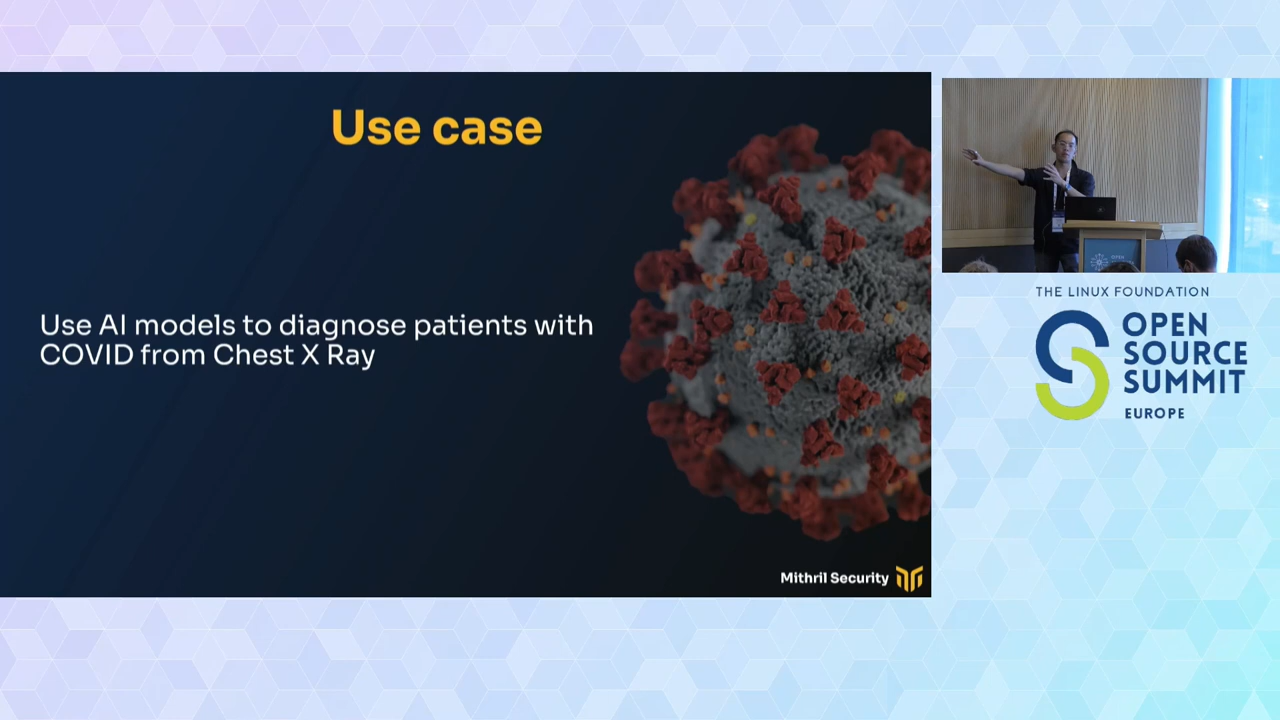 Use case
Use AI models to diagnose patients with
COVID from Chest X Ray
Mithril Security
THE LINUX FOUNDATION
OPEN
SOURCE
SUMMIT
EUROPE
OPEN